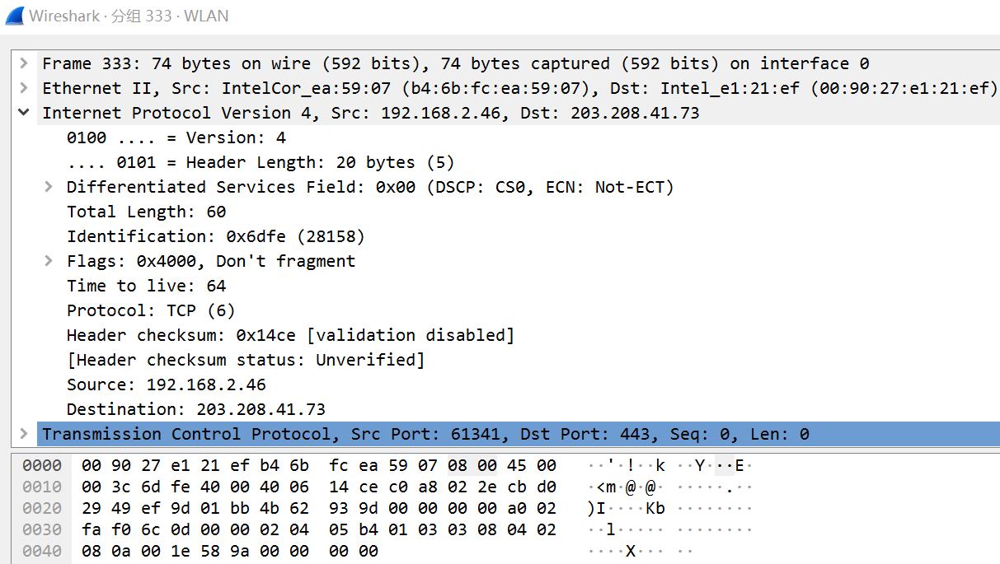 Wireshark · 分组 333 · WLAN
Frame 333: 74 bytes on wire (592 bits), 74 bytes captured (592 bits) on interface 0
Ethernet II, Src: IntelCor_ea:59:07 (b4:6b:fc:ea:59:07), Dst: Intel_e1:21:ef (00:90:27:e1:21:ef)
Internet Protocol Version 4, Src: 192.168.2.46, Dst: 203.208.41.73
0100 .... = Version: 4
.... 0101 = Header Length: 20 bytes (5)
Differentiated Services Field: 0x00 (DSCP: CS0, ECN: Not-ECT)
Total Length: 60
Identification: 0x6dfe (28158)
Flags: 0x4000, Don't fragment
Time to live: 64
Protocol: TCP (6)
Header checksum: 0x14ce [validation disabled]
[Header checksum status: Unverified]
Source: 192.168.2.46
Destination: 203.208.41.73
Transmission Control Protocol, Src Port: 61341, Dst Port: 443, Seq: 0, Len: 0
0000 00 90 27 e1 21 ef b4 6b fc ea 59 07 08 00 45 00 ··'·!··k ··Y···E·
0010 00 3c 6d fe 40 00 40 06 14 ce c0 a8 02 2e cb d0 ·<m·@·@· ·····.··
0020 29 49 ef 9d 01 bb 4b 62 93 9d 00 00 00 00 a0 02 )I····Kb ········
0030 fa f0 6c 0d 00 00 02 04 05 b4 01 03 03 08 04 02 ··l····· ········
0040 08 0a 00 1e 58 9a 00 00 00 00 ····X··· ··